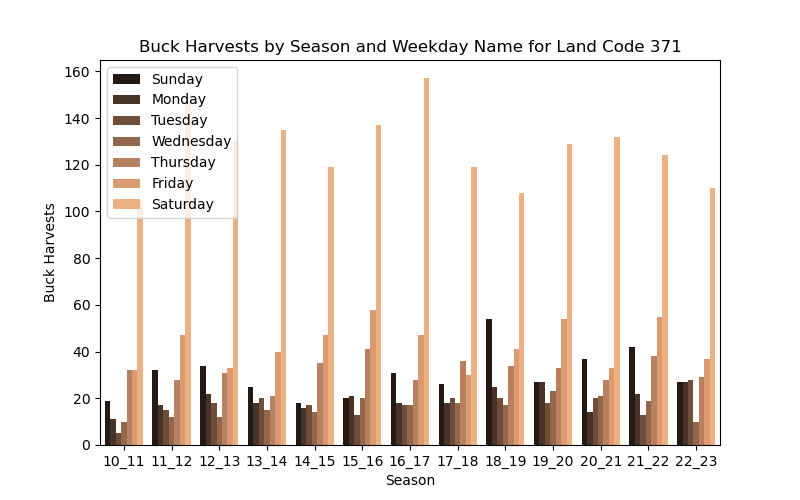 Buck Harvests by Season and Weekday Name for Land Code 371
160
140
120
100
80
60
40
20
0
Buck Harvests
Sunday
Monday
Tuesday
Wednesday
Thursday
Friday
Saturday
10_11 11_12 12_13 13_14 14_15 15_16 16_17 17_18 18_19 19_20 20_21 21_22 22_23
Season